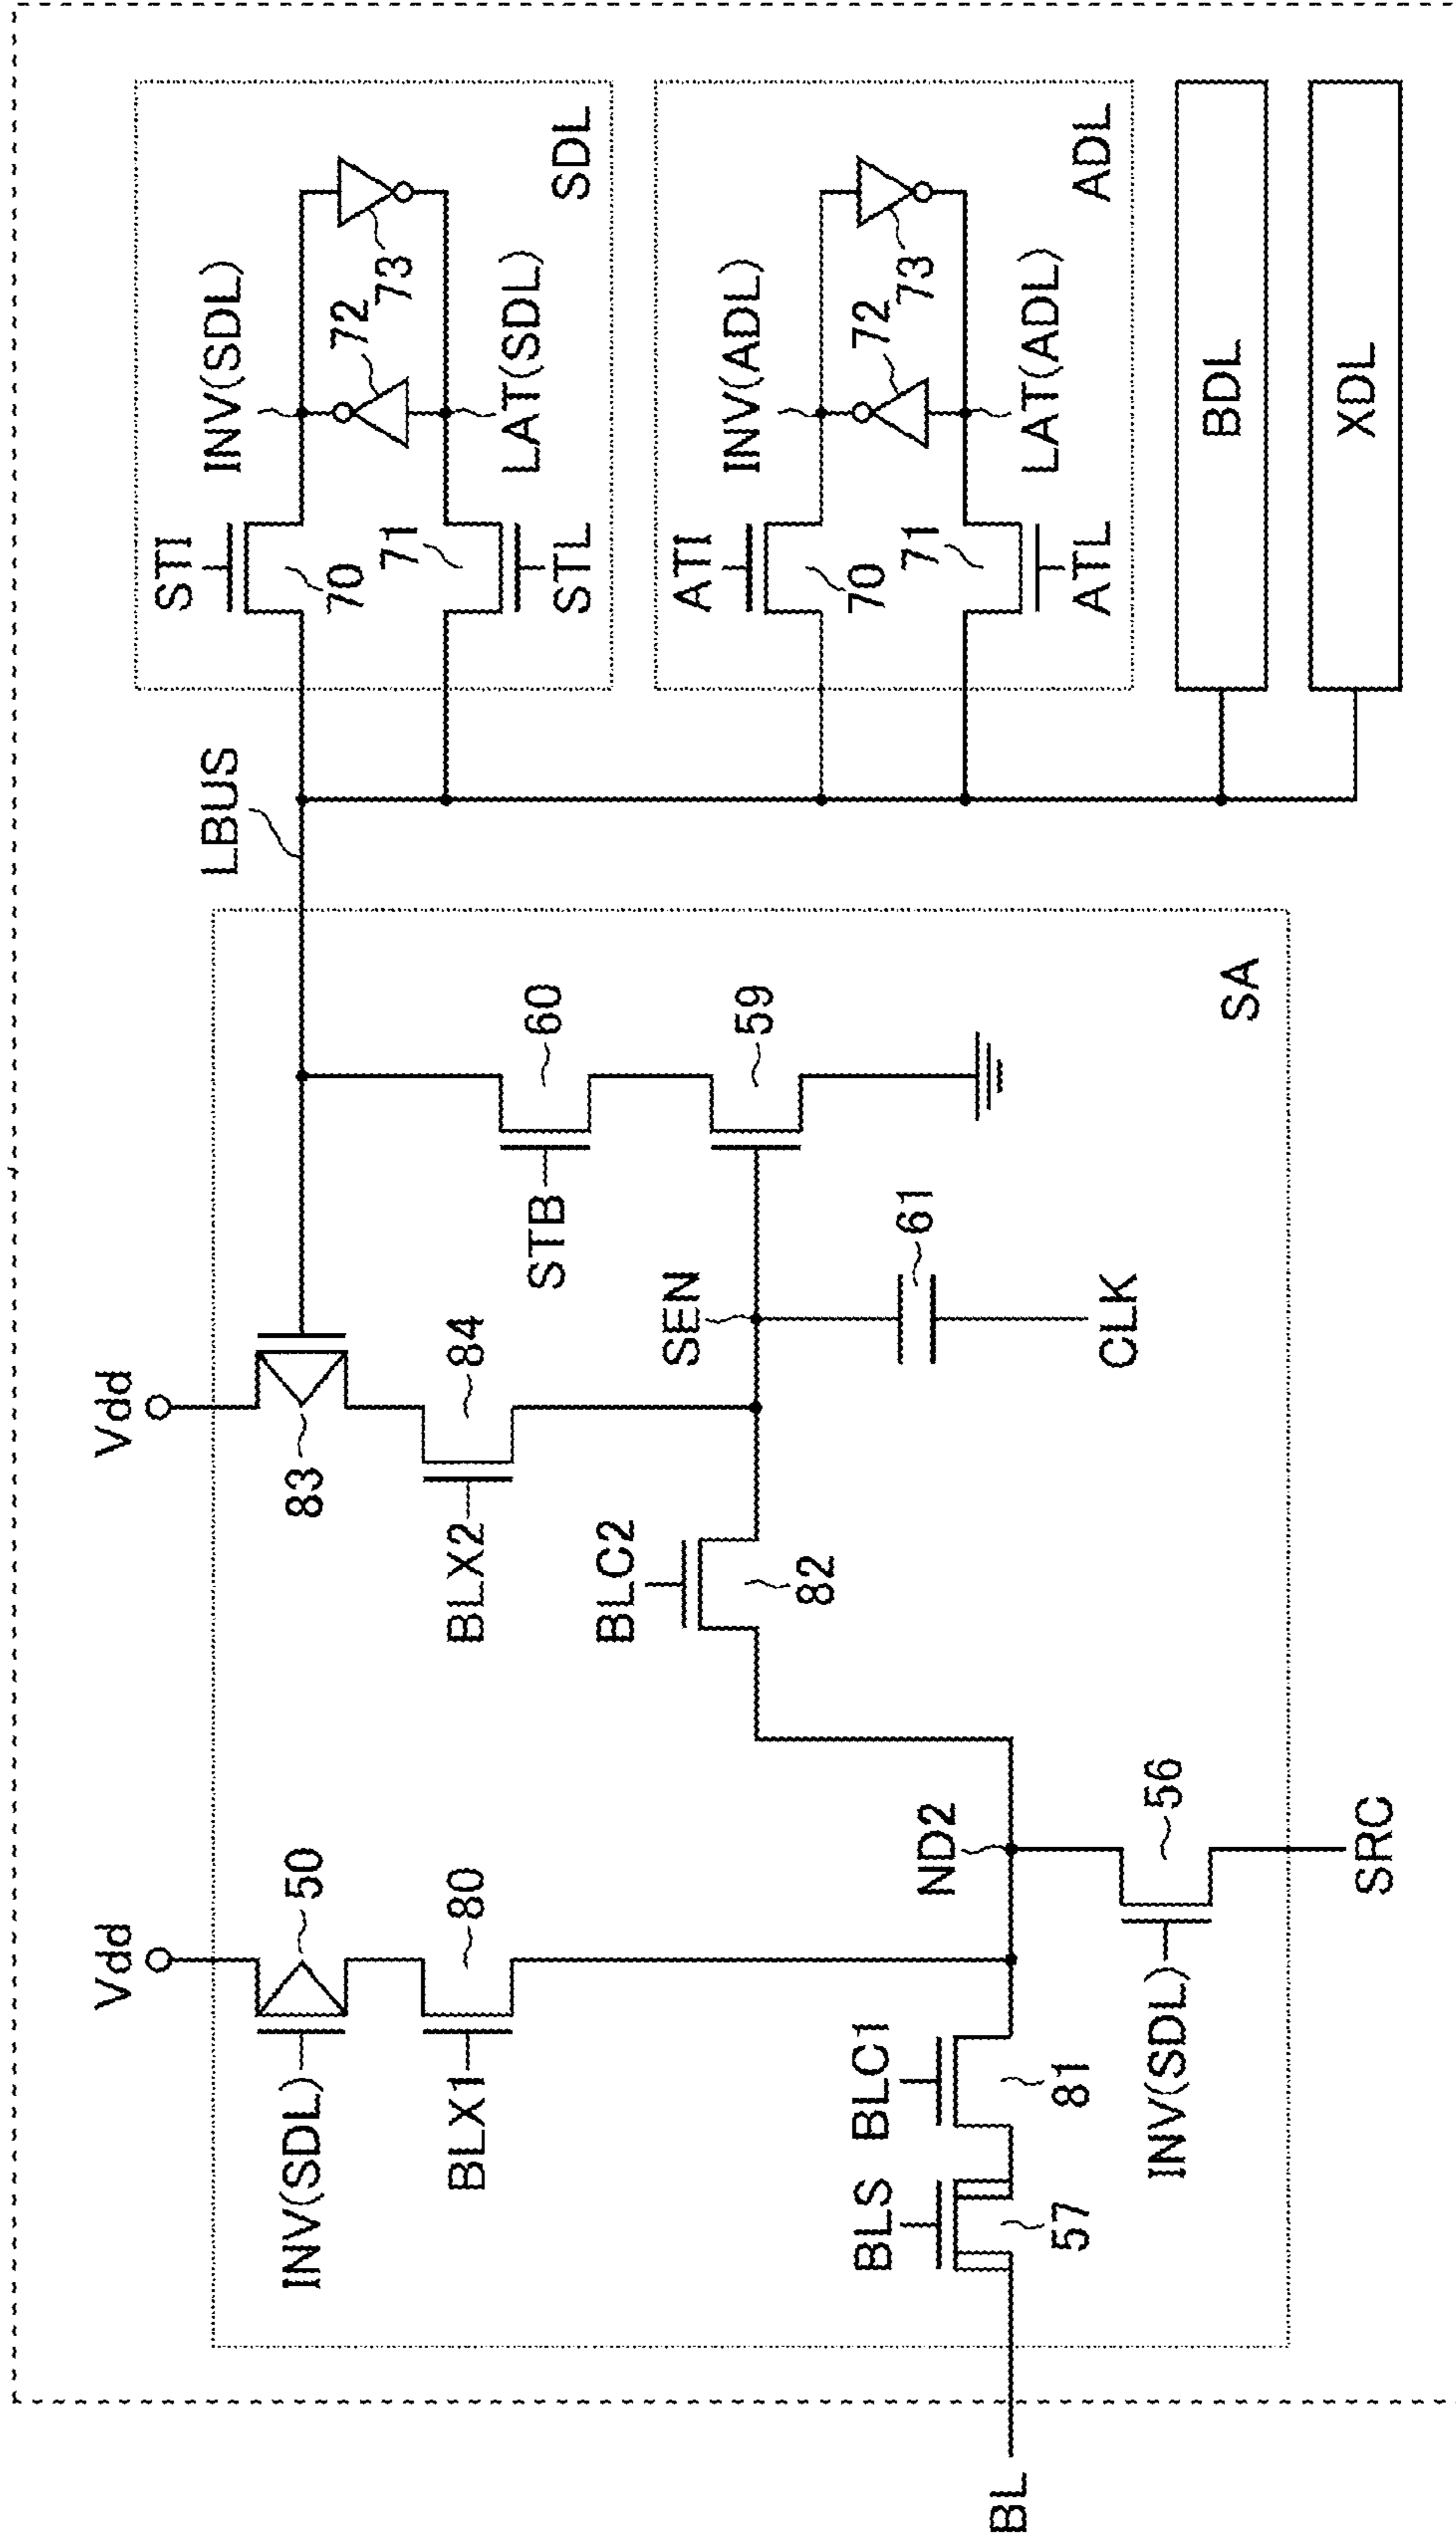 Vdd
Vdd
INV(SDL)
50
83
LBUS
STI
INV(SDL)
70
72
73
71
STL
LAT(SDL)
SDL
BLX1
80
BLX2
84
STB
60
BLC2
82
SEN
59
61
CLK
ATI
INV(ADL)
70
72
73
71
ATL
LAT(ADL)
ADL
BLS
BLC1
57
81
ND2
56
INV(SDL)
SA
BDL
XDL
BL
SRC